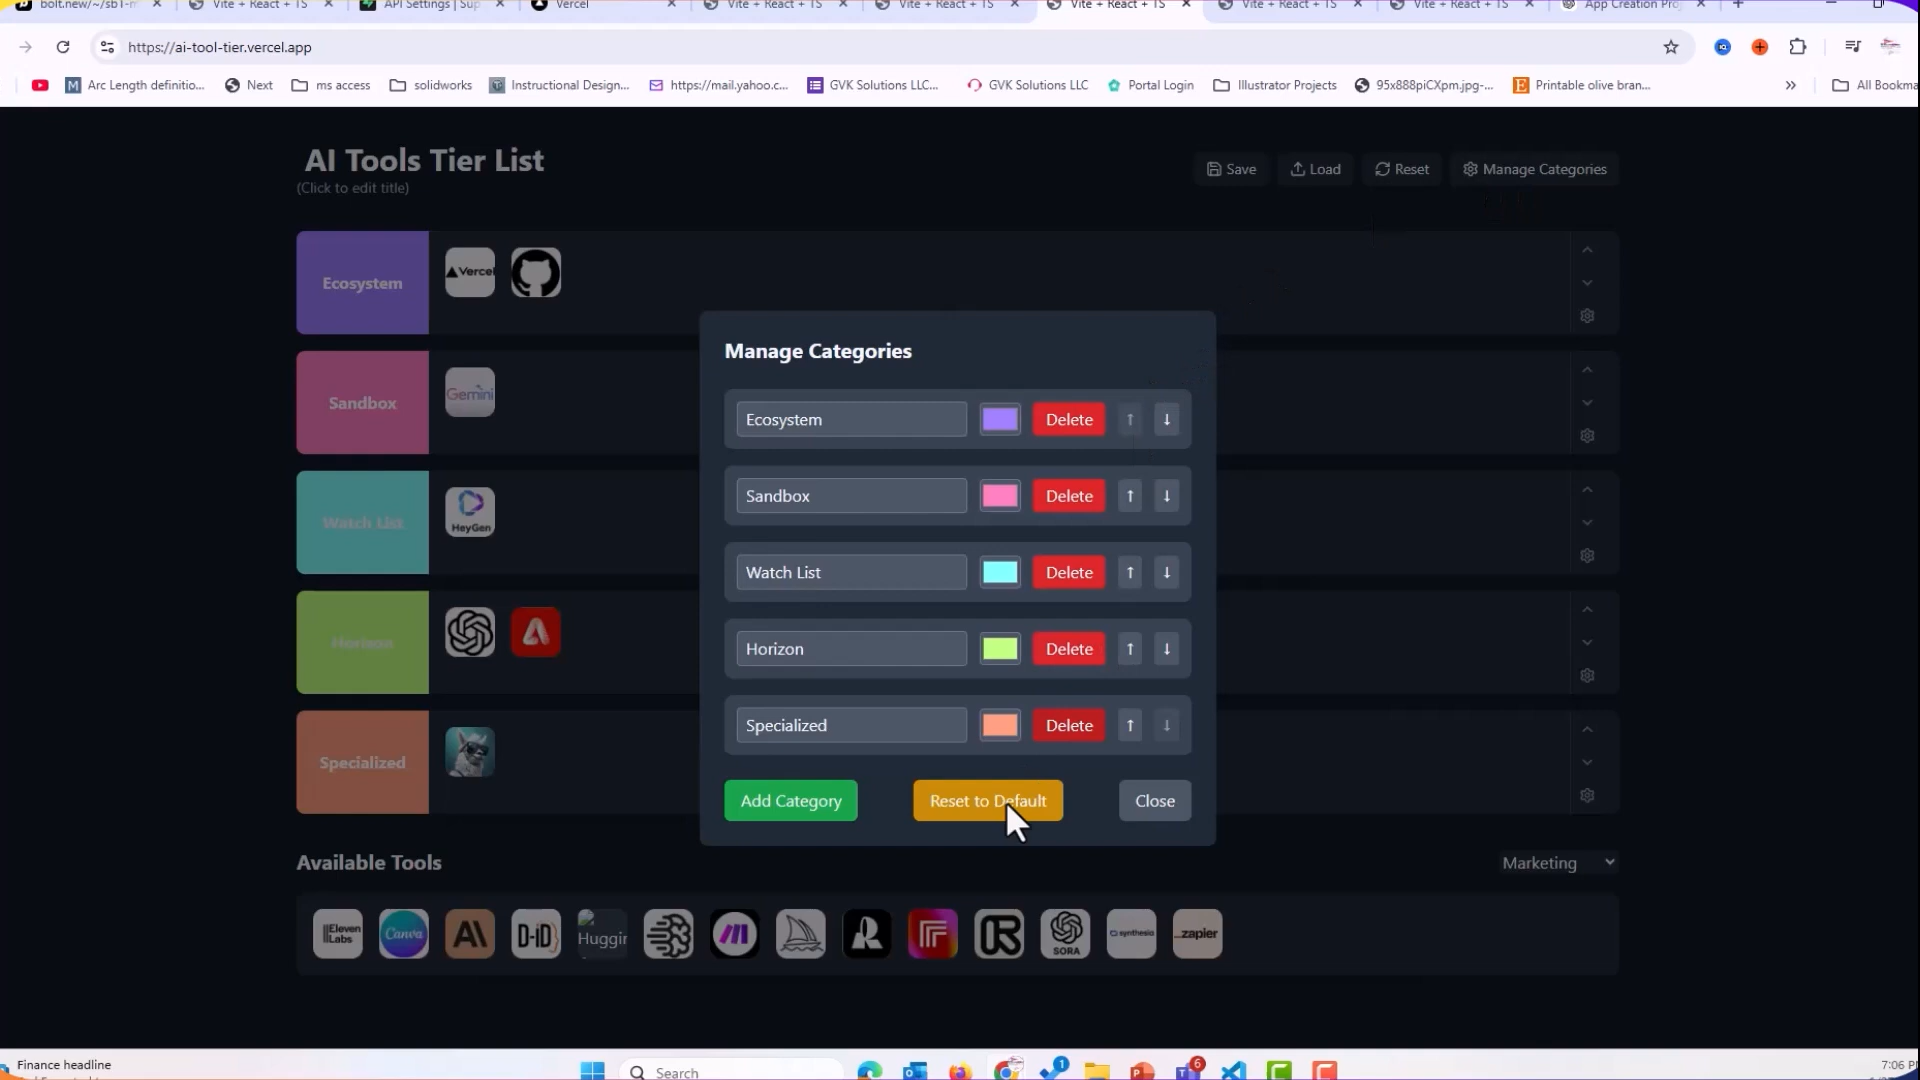 bolt.new/~/sb1-
Vite + React + TS
API Settings | Sup
Vercel
Vite + React + TS
Vite + React + TS
Vite + React + TS
Vite + React + TS
Vite + React + TS
App Creation Pro
https://ai-tool-tier.vercel.app
Arc Length definitio...
Next
ms access
solidworks
Instructional Design...
https://mail.yahoo.c...
GVK Solutions LLC...
GVK Solutions LLC
Portal Login
Illustrator Projects
95x888piCXpm.jpg-...
Printable olive bran...
All Bookma
AI Tools Tier List
(Click to edit title)
Save
Load
Reset
Manage Categories
Ecosystem
Vercel
Sandbox
Gemini
Watch List
HeyGen
Horizon
Specialized
Manage Categories
Ecosystem
Delete
↑
↓
Sandbox
Delete
↑
↓
Watch List
Delete
↑
↓
Horizon
Delete
↑
↓
Specialized
Delete
↑
↓
Add Category
Reset to Default
Close
Available Tools
Marketing
Eleven
Labs
Canva
D-iD
Huggin
SORA
synthesia
zapier
Finance headline
Search
1
6
7:06 PM